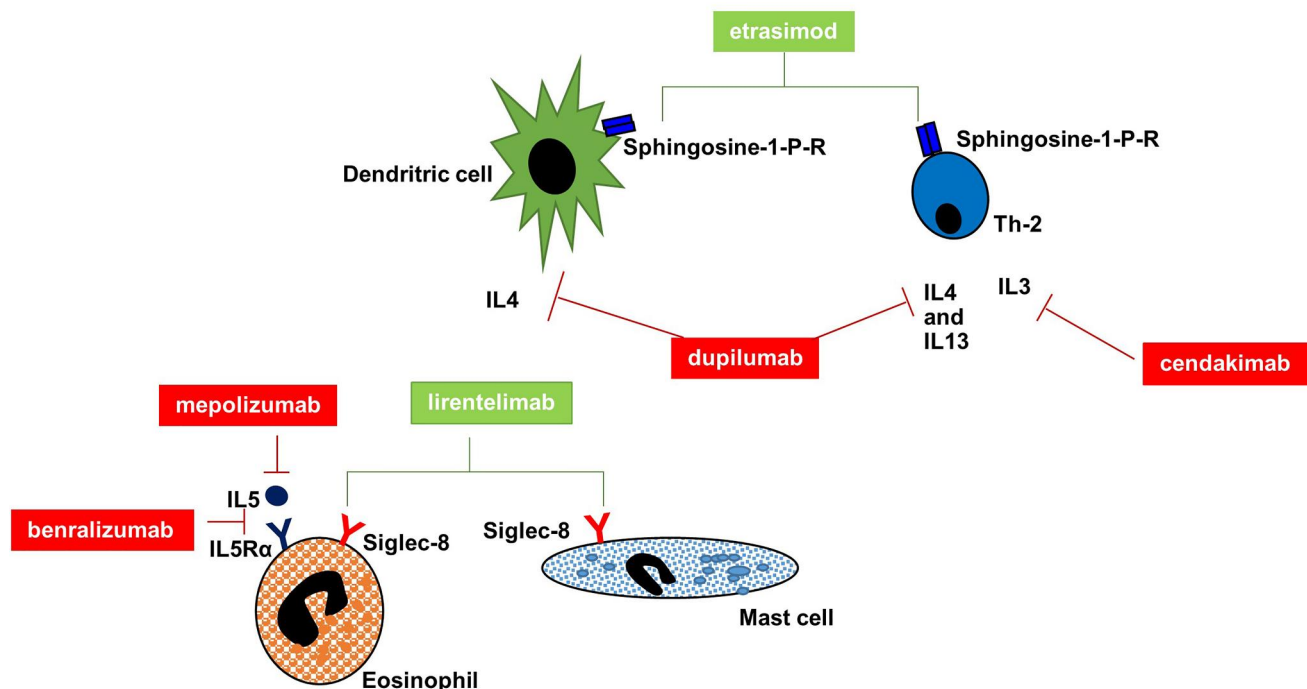 etrasimod
Sphingosine-1-P-R
Sphingosine-1-P-R
Dendritric cell
Th-2
IL4
IL4
and
IL13
IL3
dupilumab
cendakimab
mepolizumab
lirentelimab
IL5
benralizumab
IL5Rα
Siglec-8
Siglec-8
Mast cell
Eosinophil